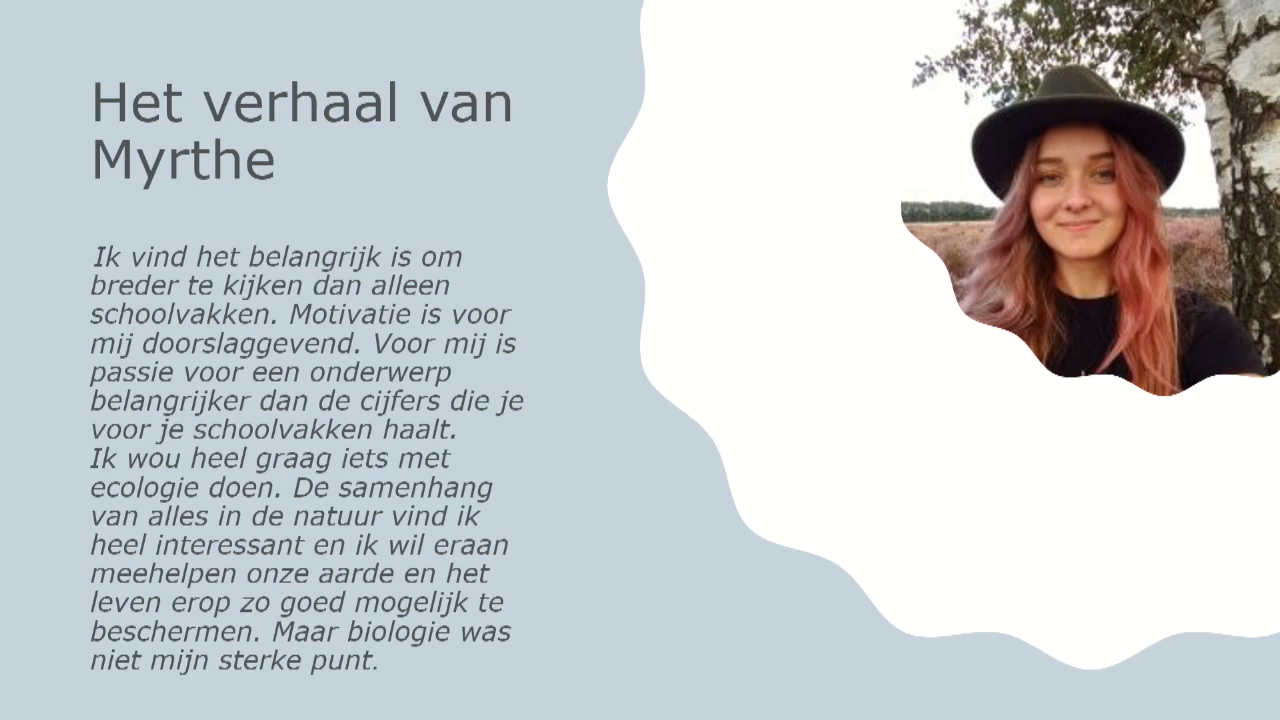 Het verhaal van
Myrthe
Ik vind het belangrijk is om
breder te kijken dan alleen
schoolvakken. Motivatie is voor
mij doorslaggevend. Voor mij is
passie voor een onderwerp
belangrijker dan de cijfers die je
voor je schoolvakken haalt.
Ik wou heel graag iets met
ecologie doen. De samenhang
van alles in de natuur vind ik
heel interessant en ik wil eraan
meehelpen onze aarde en het
leven erop zo goed mogelijk te
beschermen. Maar biologie was
niet mijn sterke punt.